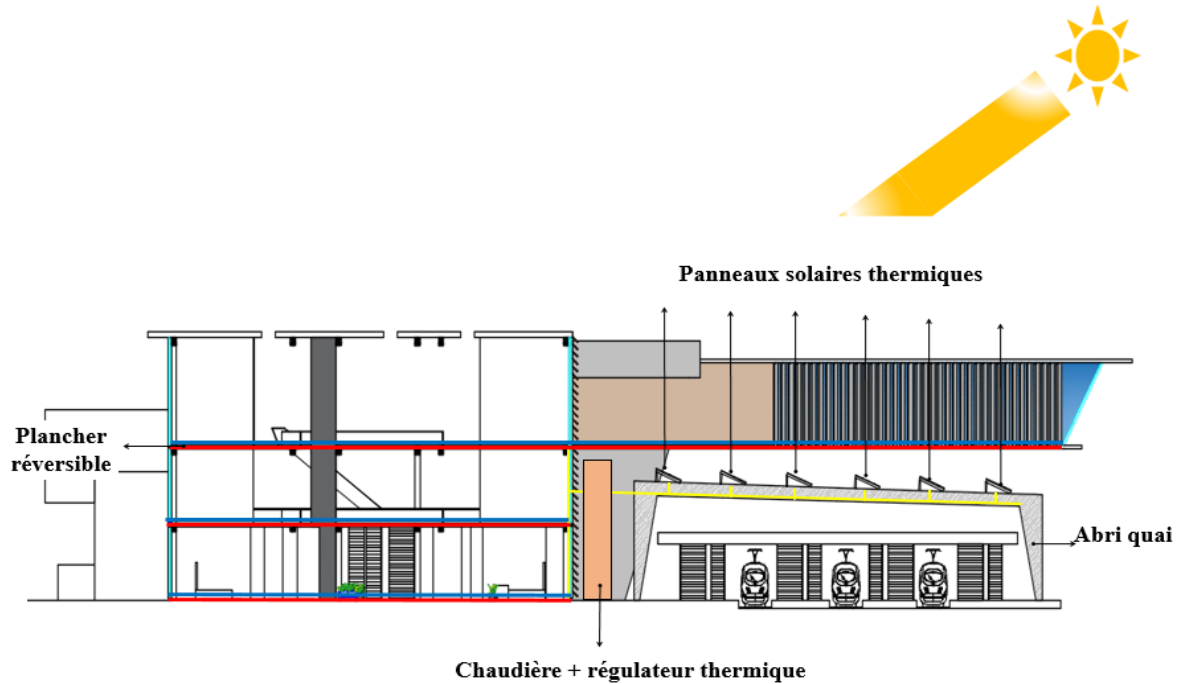 Panneaux solaires thermiques
Plancher
réversible
Abri quai
Chaudière + régulateur thermique